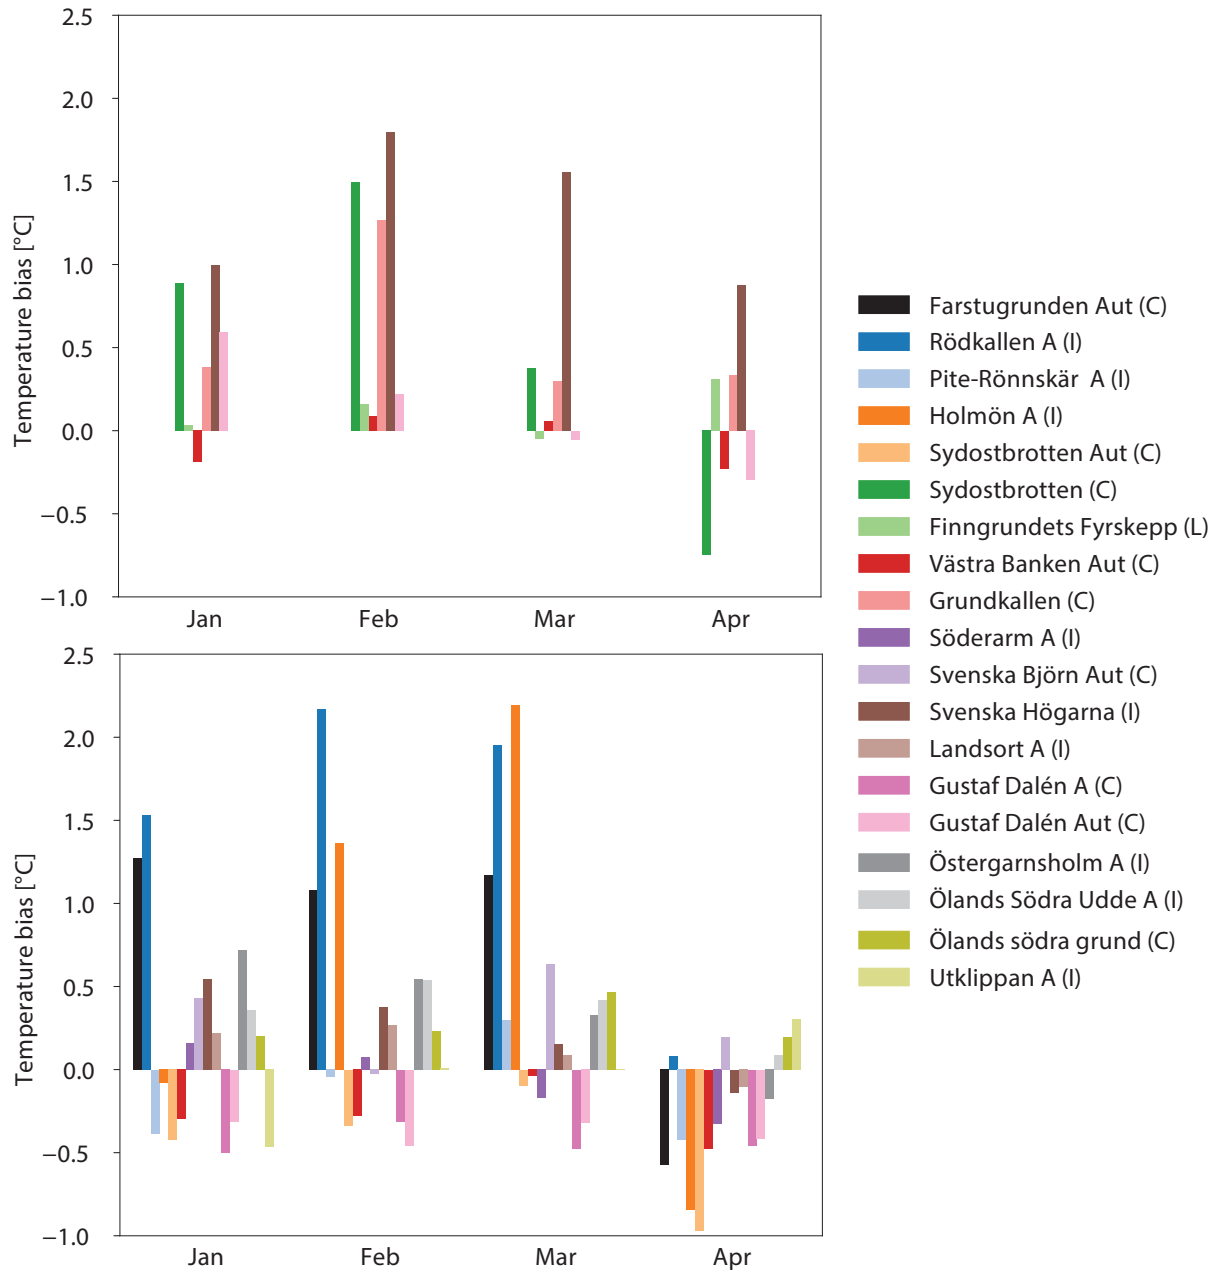 2.5
2.0
1.5
1.0
0.5
0.0
−0.5
−1.0
Temperature bias [°C]
Jan Feb Mar Apr
2.5
2.0
1.5
1.0
0.5
0.0
−0.5
−1.0
Temperature bias [°C]
Jan Feb Mar Apr
Farstugrunden Aut (C)
Rödkallen A (I)
Pite-Rönnskär A (I)
Holmön A (I)
Sydostbrotten Aut (C)
Sydostbrotten (C)
Finngrundets Fyrskepp (L)
Västra Banken Aut (C)
Grundkallen (C)
Söderarm A (I)
Svenska Björn Aut (C)
Svenska Högarna (I)
Landsort A (I)
Gustaf Dalén A (C)
Gustaf Dalén Aut (C)
Östergarnsholm A (I)
Ölands Södra Udde A (I)
Ölands södra grund (C)
Utklippan A (I)